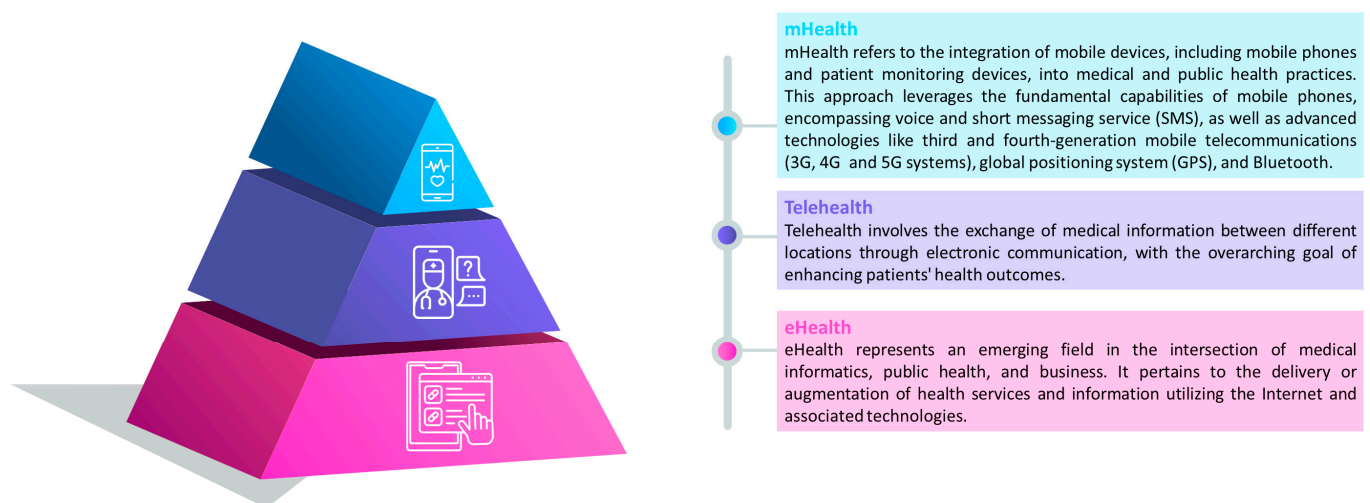 mHealth
mHealth refers to the integration of mobile devices, including mobile phones
and patient monitoring devices, into medical and public health practices.
This approach leverages the fundamental capabilities of mobile phones,
encompassing voice and short messaging service (SMS), as well as advanced
technologies like third and fourth-generation mobile telecommunications
(3G, 4G and 5G systems), global positioning system (GPS), and Bluetooth.
Telehealth
Telehealth involves the exchange of medical information between different
locations through electronic communication, with the overarching goal of
enhancing patients' health outcomes.
eHealth
eHealth represents an emerging field in the intersection of medical
informatics, public health, and business. It pertains to the delivery or
augmentation of health services and information utilizing the Internet and
associated technologies.